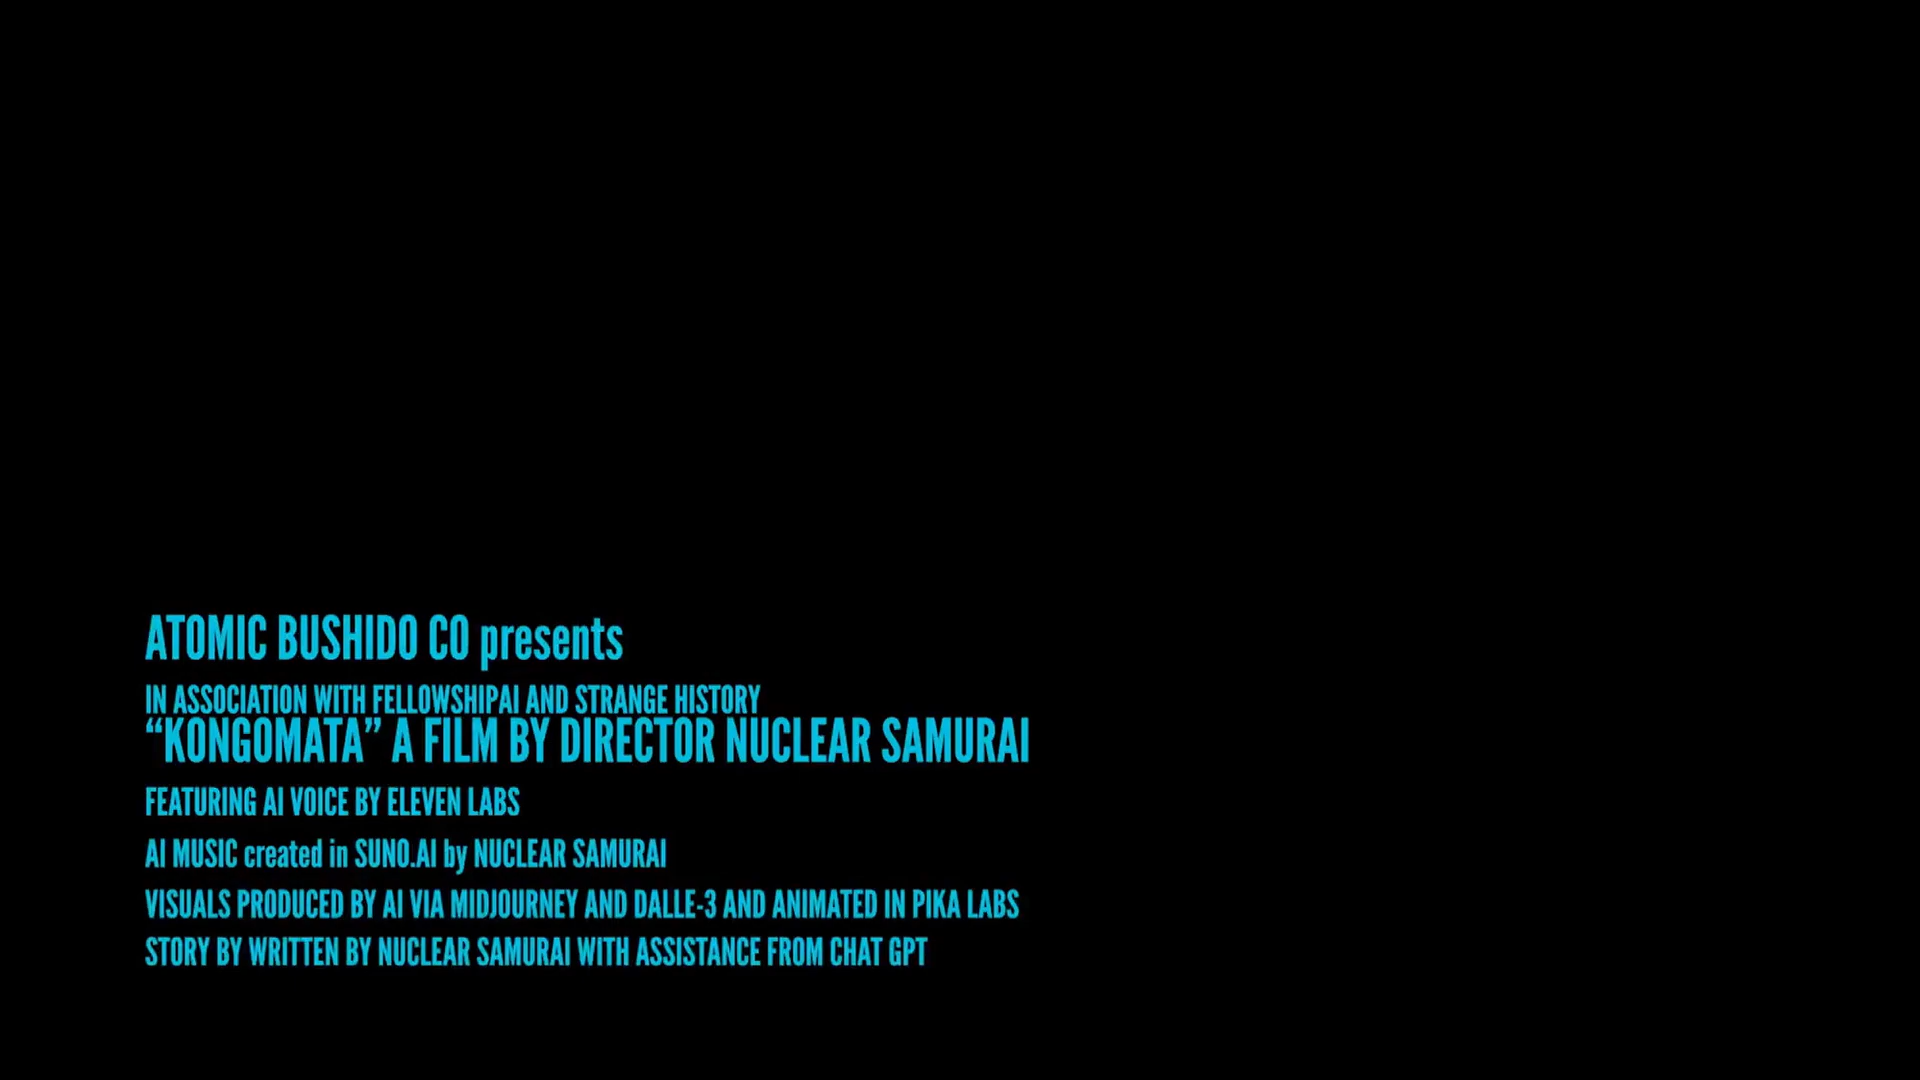 ATOMIC BUSHIDO CO presents
IN ASSOCIATION WITH FELLOWSHIPAI AND STRANGE HISTORY
“KONGOMATA” A FILM BY DIRECTOR NUCLEAR SAMURAI
FEATURING AI VOICE BY ELEVEN LABS
AI MUSIC created in SUNO.AI by NUCLEAR SAMURAI
VISUALS PRODUCED BY AI VIA MIDJOURNEY AND DALLE-3 AND ANIMATED IN PIKA LABS
STORY BY WRITTEN BY NUCLEAR SAMURAI WITH ASSISTANCE FROM CHAT GPT